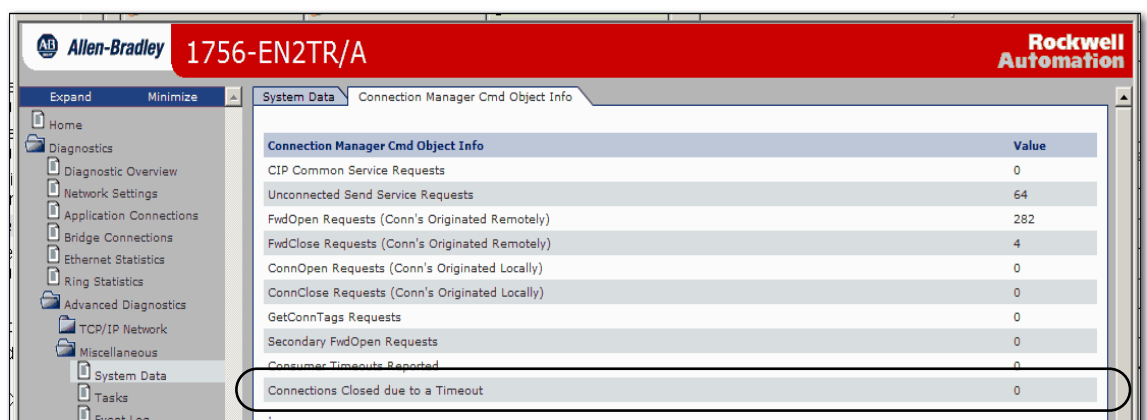 AB Allen-Bradley 1756-EN2TR/A Rockwell
Automation
Expand Minimize
Home
Diagnostics
Diagnostic Overview
Network Settings
Application Connections
Bridge Connections
Ethernet Statistics
Ring Statistics
Advanced Diagnostics
TCP/IP Network
Miscellaneous
System Data
Tasks
Event Log
System Data Connection Manager Cmd Object Info
Connection Manager Cmd Object Info Value
CIP Common Service Requests 0
Unconnected Send Service Requests 64
FwdOpen Requests (Conn's Originated Remotely) 282
FwdClose Requests (Conn's Originated Remotely) 4
ConnOpen Requests (Conn's Originated Locally) 0
ConnClose Requests (Conn's Originated Locally) 0
GetConnTags Requests 0
Secondary FwdOpen Requests 0
Consumer Timeouts Reported 0
Connections Closed due to a Timeout 0